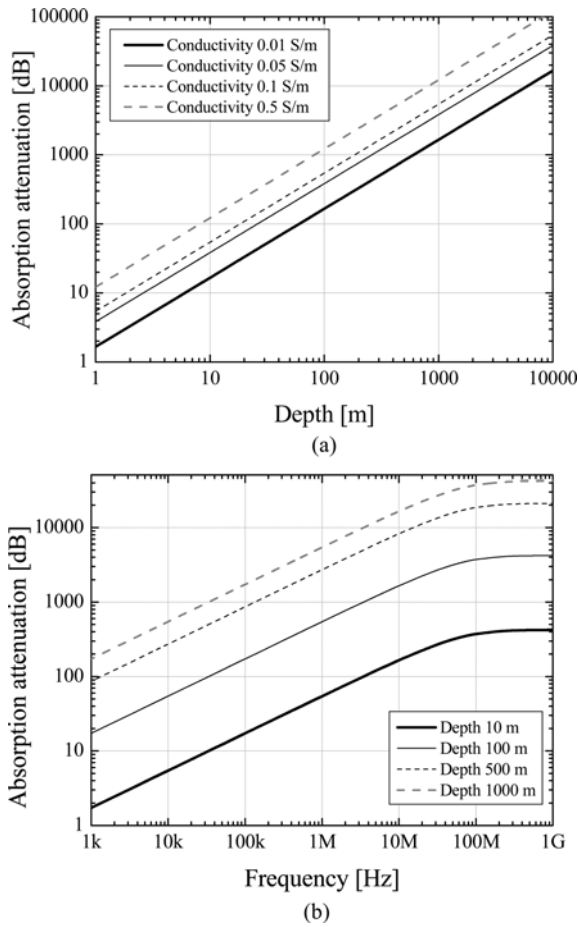 Absorption attenuation [dB]
100000
10000
1000
100
10
1
Conductivity 0.01 S/m
Conductivity 0.05 S/m
Conductivity 0.1 S/m
Conductivity 0.5 S/m
1 10 100 1000 10000
Depth [m]
(a)
Absorption attenuation [dB]
10000
1000
100
10
1
Depth 10 m
Depth 100 m
Depth 500 m
Depth 1000 m
1k 10k 100k 1M 10M 100M 1G
Frequency [Hz]
(b)